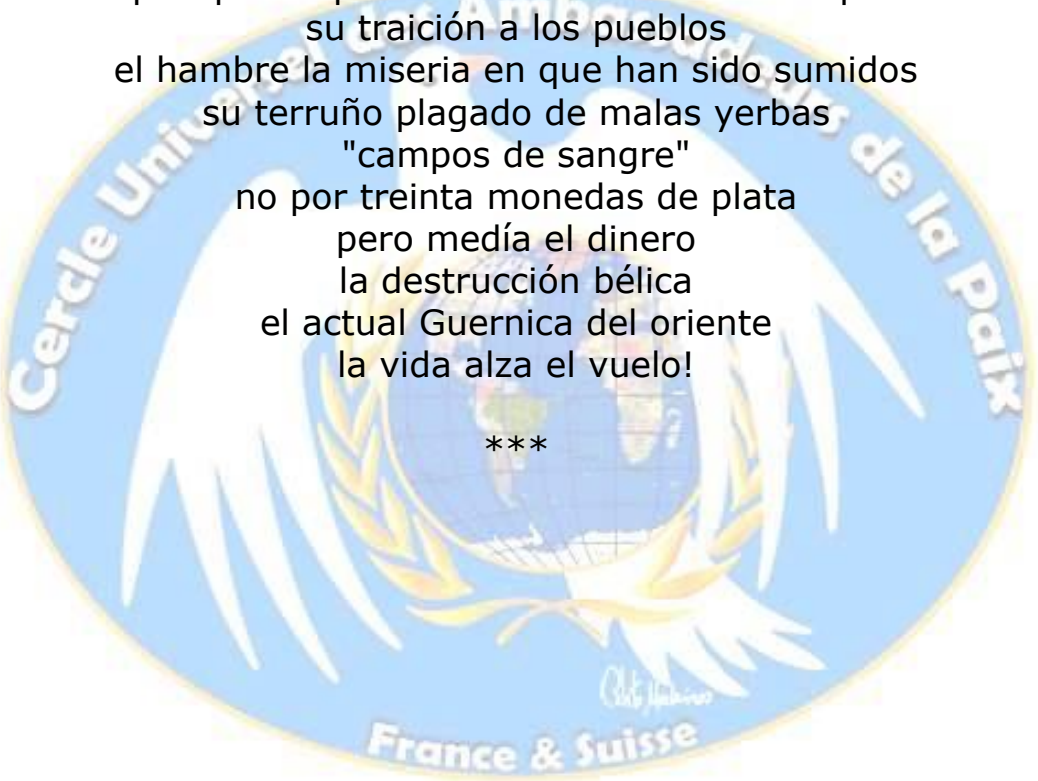 su traición a los pueblos
el hambre la miseria en que han sido sumidos
su terruño plagado de malas yerbas
"campos de sangre"
no por treinta monedas de plata
pero medía el dinero
la destrucción bélica
el actual Guernica del oriente
la vida alza el vuelo!
***
Cercle Universel des Ambassadeurs de la Paix
France & Suisse